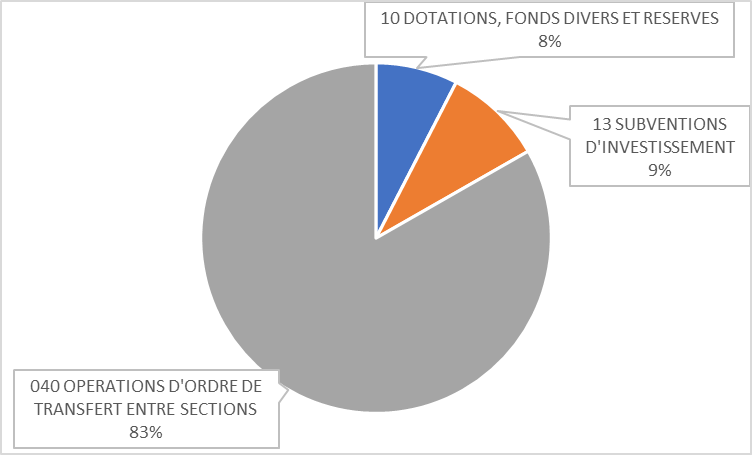 10 DOTATIONS, FONDS DIVERS ET RESERVES
8%
13 SUBVENTIONS
D'INVESTISSEMENT
9%
040 OPERATIONS D'ORDRE DE
TRANSFERT ENTRE SECTIONS
83%